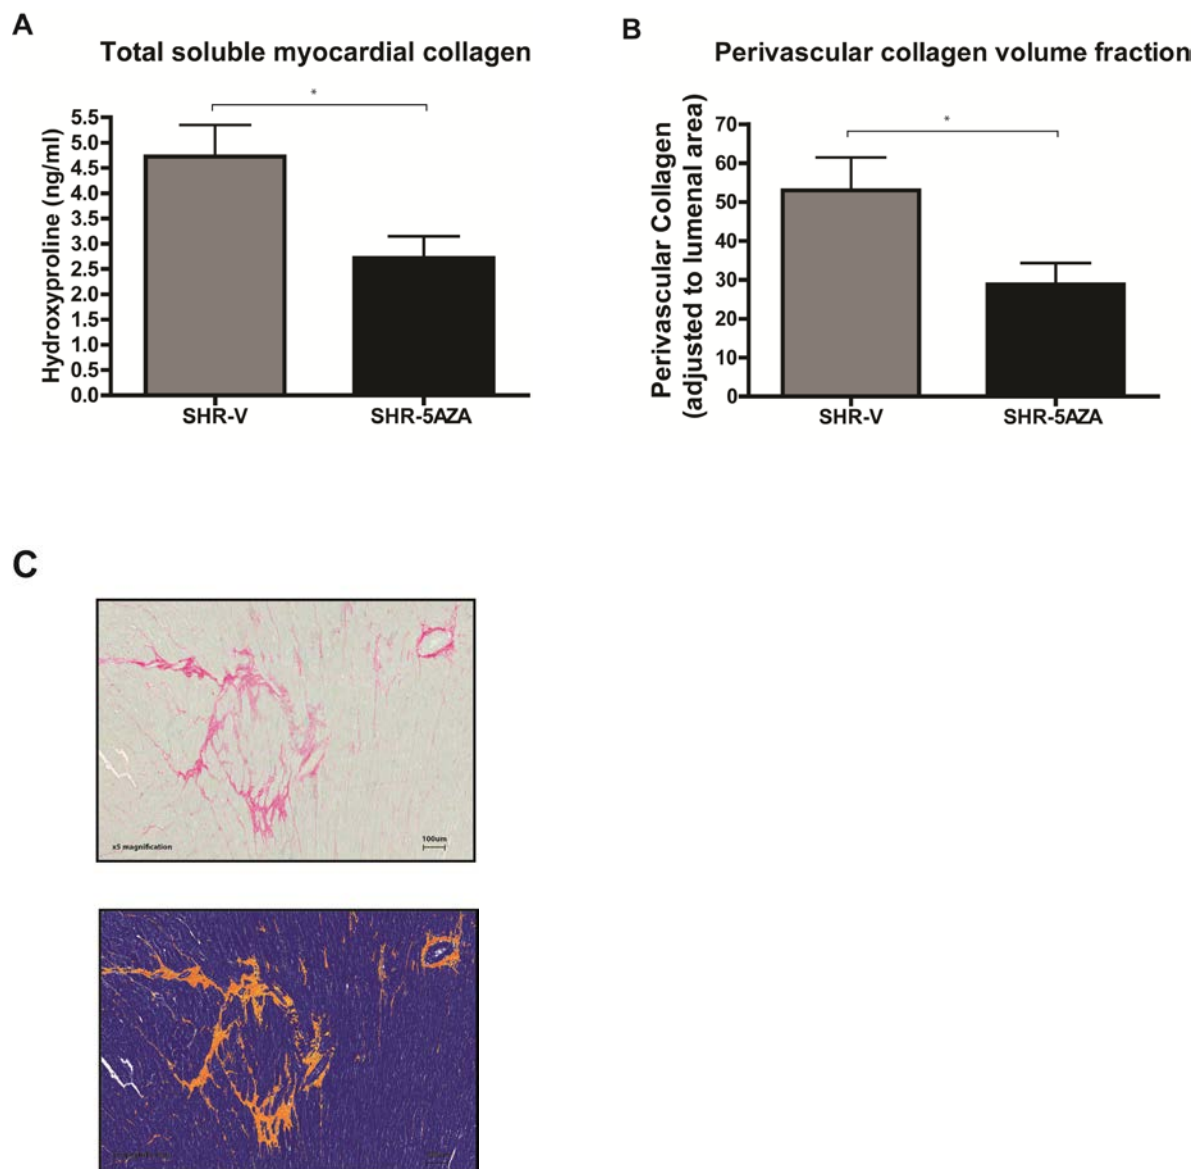 A
Total soluble myocardial collagen
*
Hydroxyproline (ng/ml)
5.5
5.0
4.5
4.0
3.5
3.0
2.5
2.0
1.5
1.0
0.5
0.0
SHR-V
SHR-5AZA
B
Perivascular collagen volume fraction
*
Perivascular Collagen
(adjusted to lumenal area)
70
60
50
40
30
20
10
0
SHR-V
SHR-5AZA
C
x5 magnification
100um